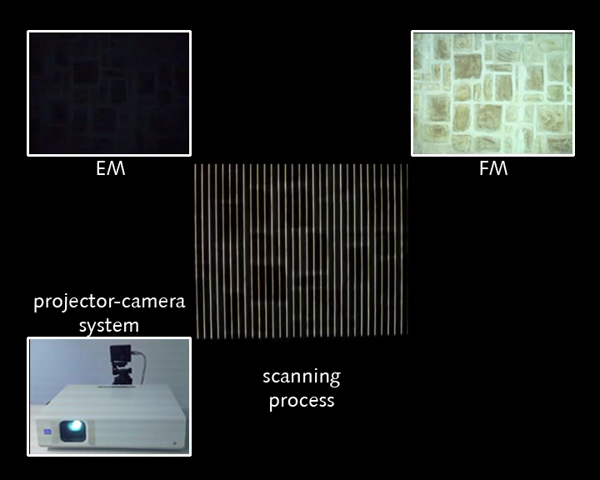 EM
FM
projector-camera
system
scanning
process